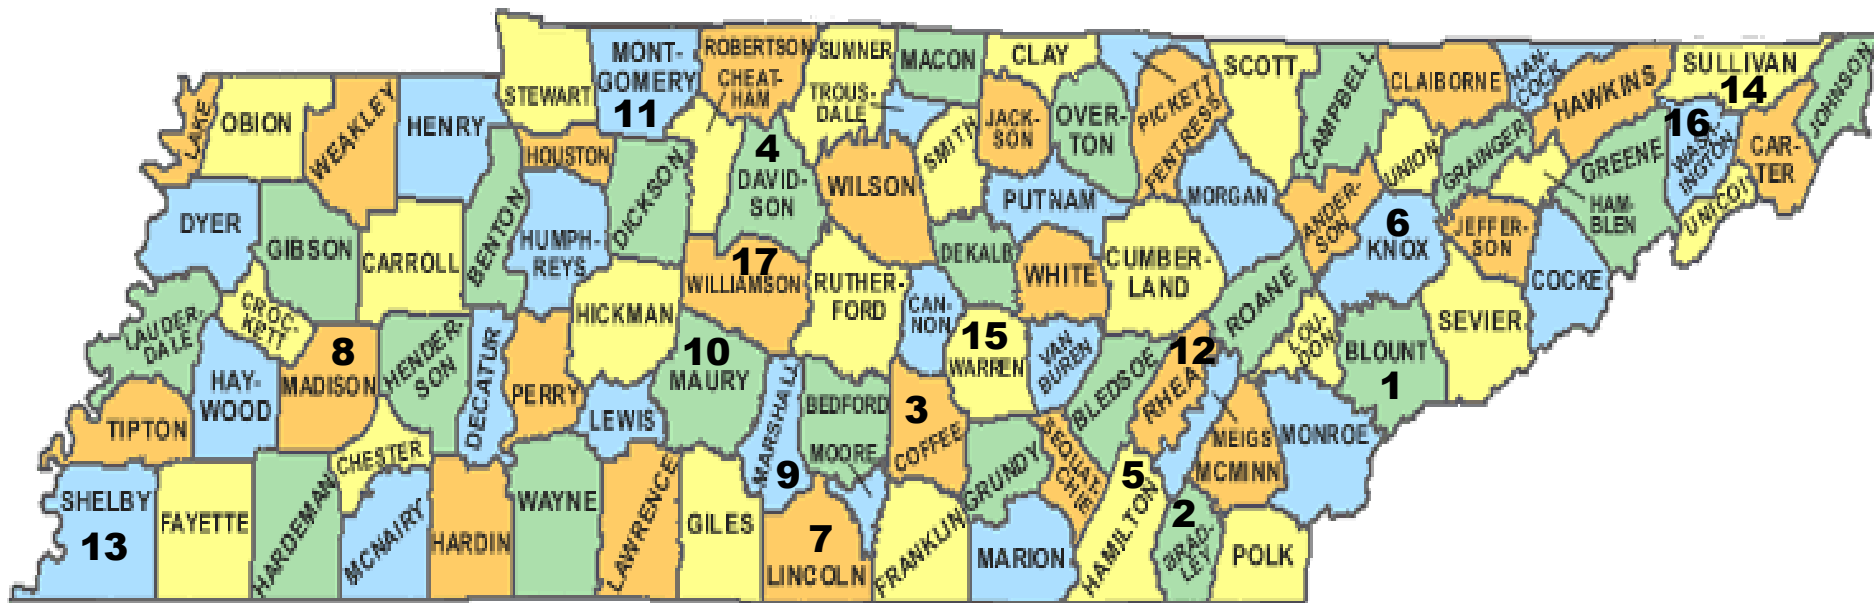 MONT-
GOMERY
11
ROBERTSON
CHEAT-
HAM
SUMNER
TROUS-
DALE
MACON
CLAY
PICKETT
FENTRESS
SCOTT
CAMPBELL
CLAIBORNE
HAN-
COCK
HAWKINS
SULLIVAN
14
JOHNSON
LAKE
OBION
WEAKLEY
HENRY
STEWART
HOUSTON
DICKSON
4
DAVID-
SON
WILSON
SMITH
JACK-
SON
OVER-
TON
PUTNAM
MORGAN
ANDER-
SON
UNION
GRAINGER
HAM-
BLEN
GREENE
16
WASH-
INGTON
CAR-
TER
UNICOI
DYER
GIBSON
CARROLL
BENTON
HUMPH-
REYS
HICKMAN
17
WILLIAMSON
RUTHER-
FORD
CAN-
NON
DEKALB
WHITE
CUMBER-
LAND
ROANE
LOU-
DON
6
KNOX
JEFFER-
SON
SEVIER
COCKE
LAUDER-
DALE
CROC-
KETT
HAY-
WOOD
8
MADISON
HENDER-
SON
DECATUR
PERRY
LEWIS
10
MAURY
MARSHALL
9
BEDFORD
MOORE
3
COFFEE
15
WARREN
VAN
BUREN
BLEDSOE
12
RHEA
MEIGS
MCMINN
MONROE
BLOUNT
1
TIPTON
SHELBY
13
FAYETTE
HARDEMAN
CHESTER
MCNAIRY
HARDIN
WAYNE
LAWRENCE
GILES
7
LINCOLN
FRANKLIN
GRUNDY
SEQUAT-
CHIE
MARION
5
HAMILTON
2
BRAD-
LEY
POLK